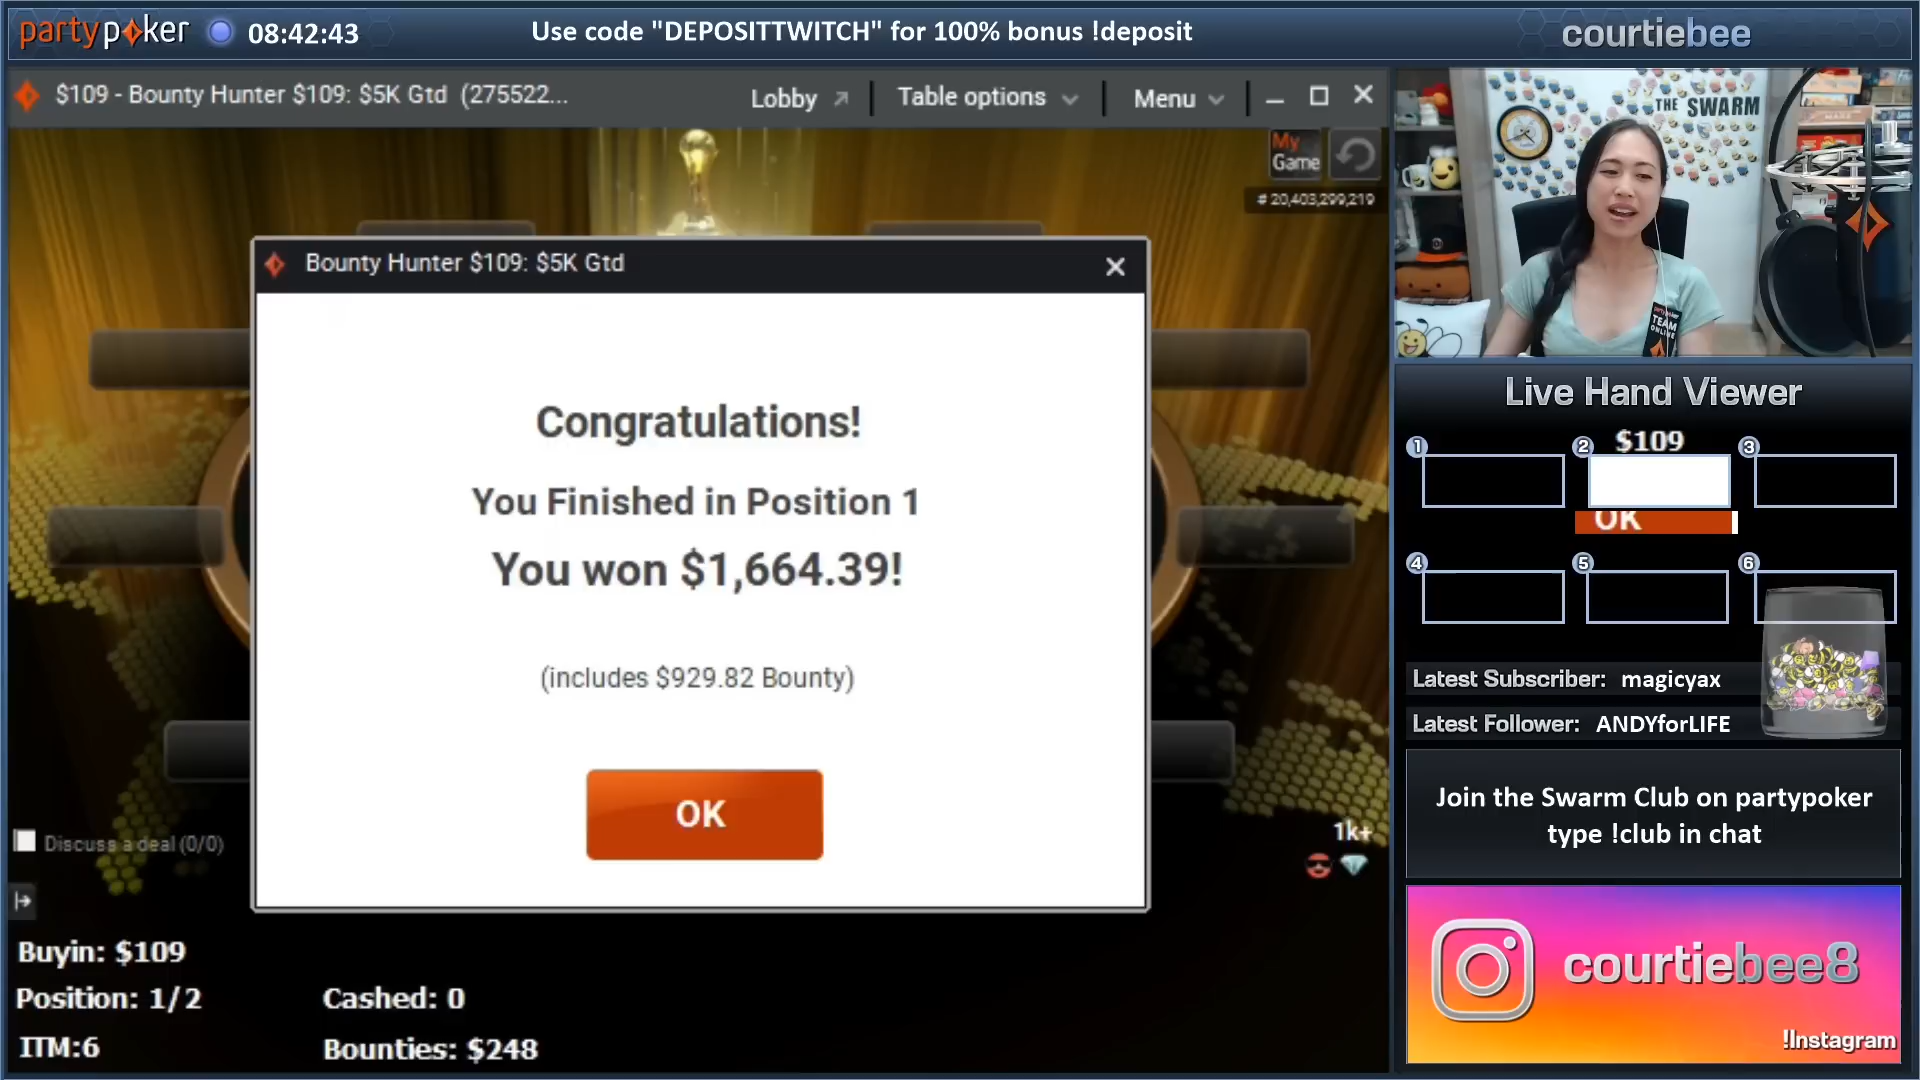 partypoker
08:42:43
Use code "DEPOSITTWITCH" for 100% bonus !deposit
courtiebee
$109 - Bounty Hunter $109: $5K Gtd (275522...
Lobby
Table options
Menu
My
Game
# 20,403,299,219
THE SWARM
partypoker
TEAM
ONLINE
Bounty Hunter $109: $5K Gtd
Congratulations!
You Finished in Position 1
You won $1,664.39!
(includes $929.82 Bounty)
OK
Discuss a deal (0/0)
1k+
Buyin: $109
Position: 1/2
Cashed: 0
ITM:6
Bounties: $248
Live Hand Viewer
1
2
$109
3
OK
4
5
6
Latest Subscriber: magicyax
Latest Follower: ANDYforLIFE
Join the Swarm Club on partypoker
type !club in chat
courtiebee8
!Instagram